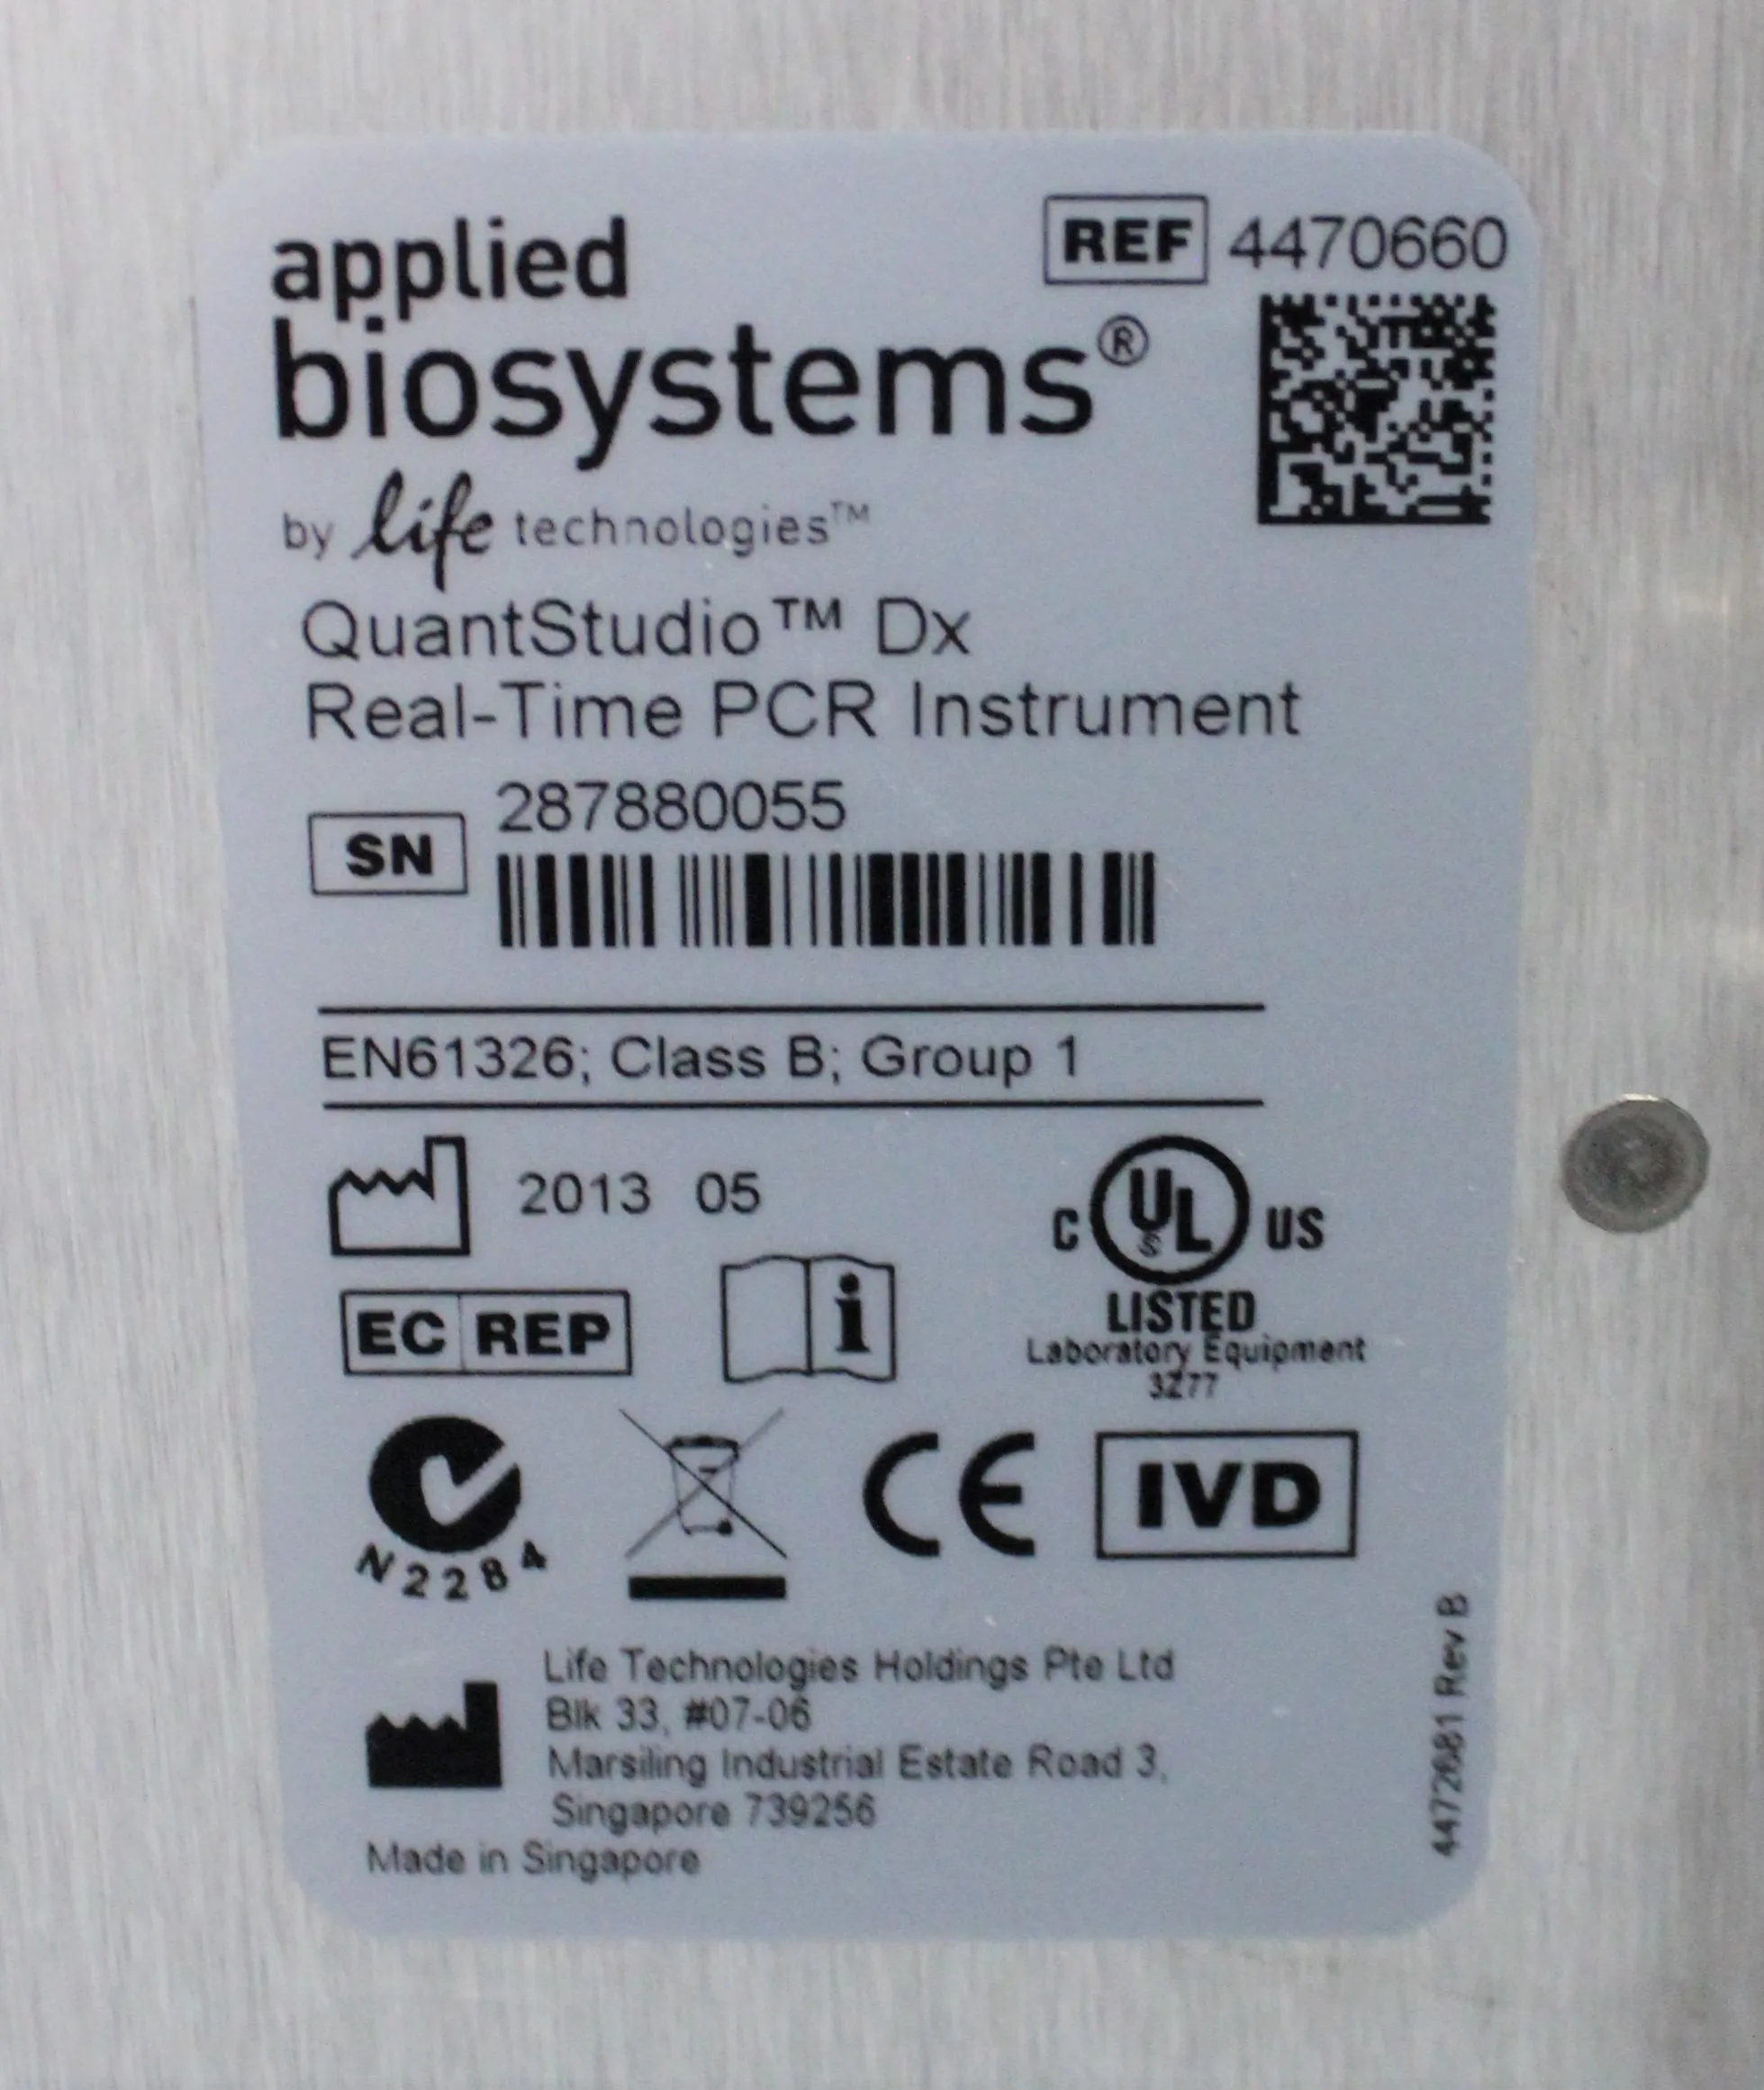 applied
biosystems®
by life technologies™
REF 4470660
QuantStudio™ Dx
Real-Time PCR Instrument
SN 287880055
EN61326; Class B; Group 1
2013 05
C UL US
LISTED
Laboratory Equipment
3Z77
EC REP
i
N2284
CE
IVD
Life Technologies Holdings Pte Ltd
Blk 33, #07-06
Marsiling Industrial Estate Road 3,
Singapore 739256
Made in Singapore
4472681 Rev B